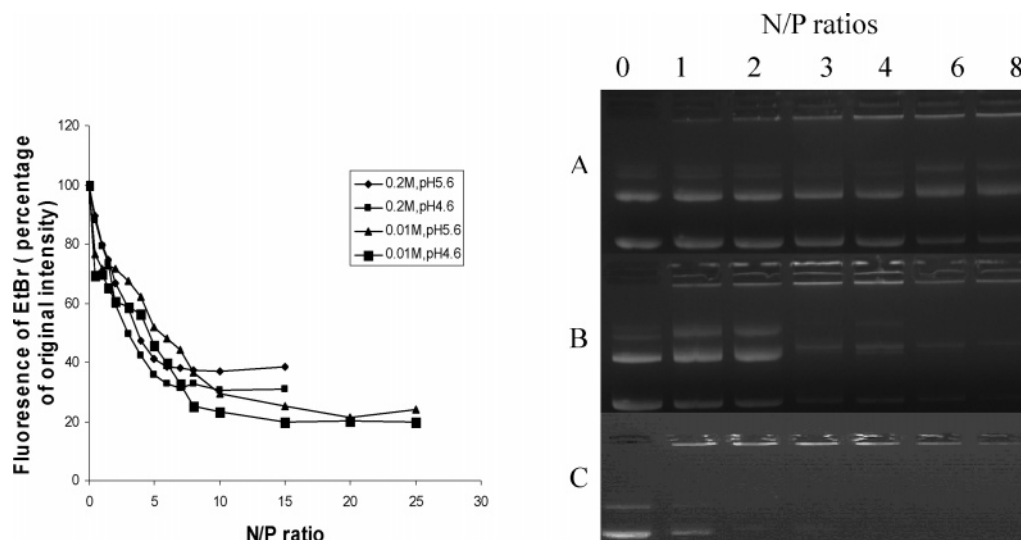 Fluoresence of EtBr ( percentage
of original intensity)
120
100
80
60
40
20
0
0 5 10 15 20 25 30
N/P ratio
0.2M,pH5.6
0.2M,pH4.6
0.01M,pH5.6
0.01M,pH4.6
N/P ratios
0 1 2 3 4 6 8
A
B
C